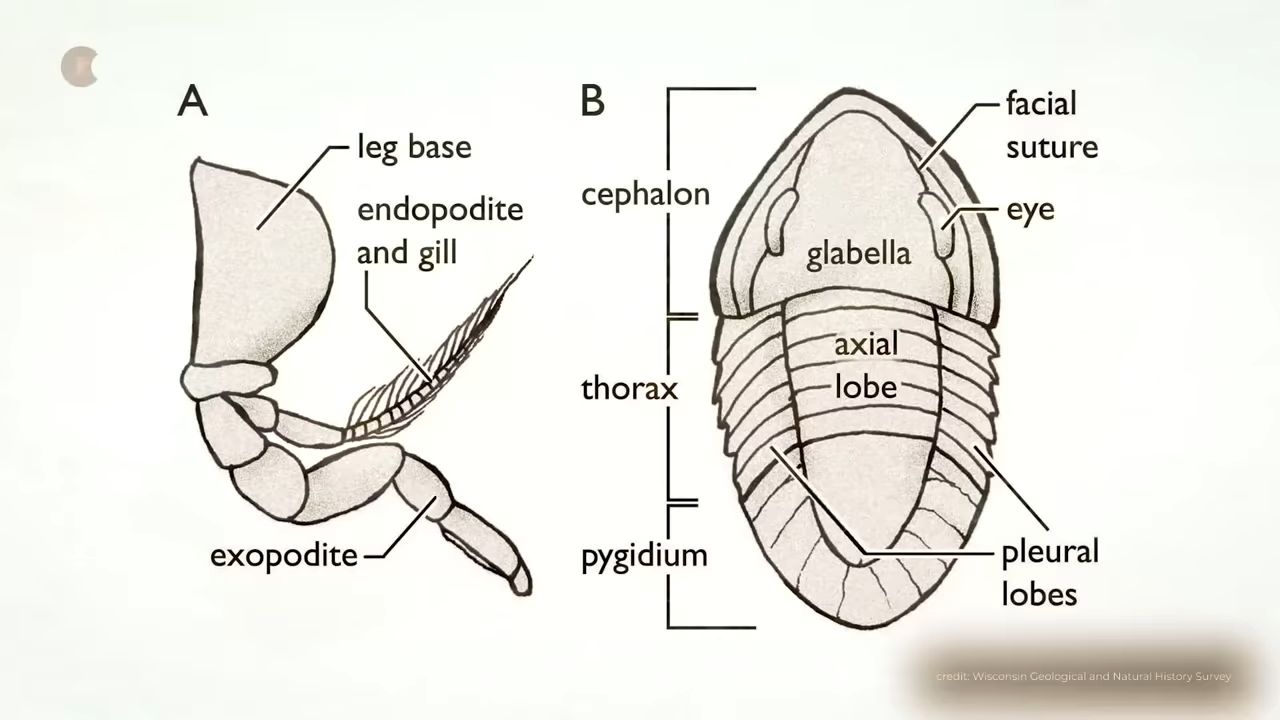 A
leg base
endopodite
and gill
exopodite
B
cephalon
thorax
pygidium
facial
suture
eye
glabella
axial
lobe
pleural
lobes
credit: Wisconsin Geological and Natural History Survey